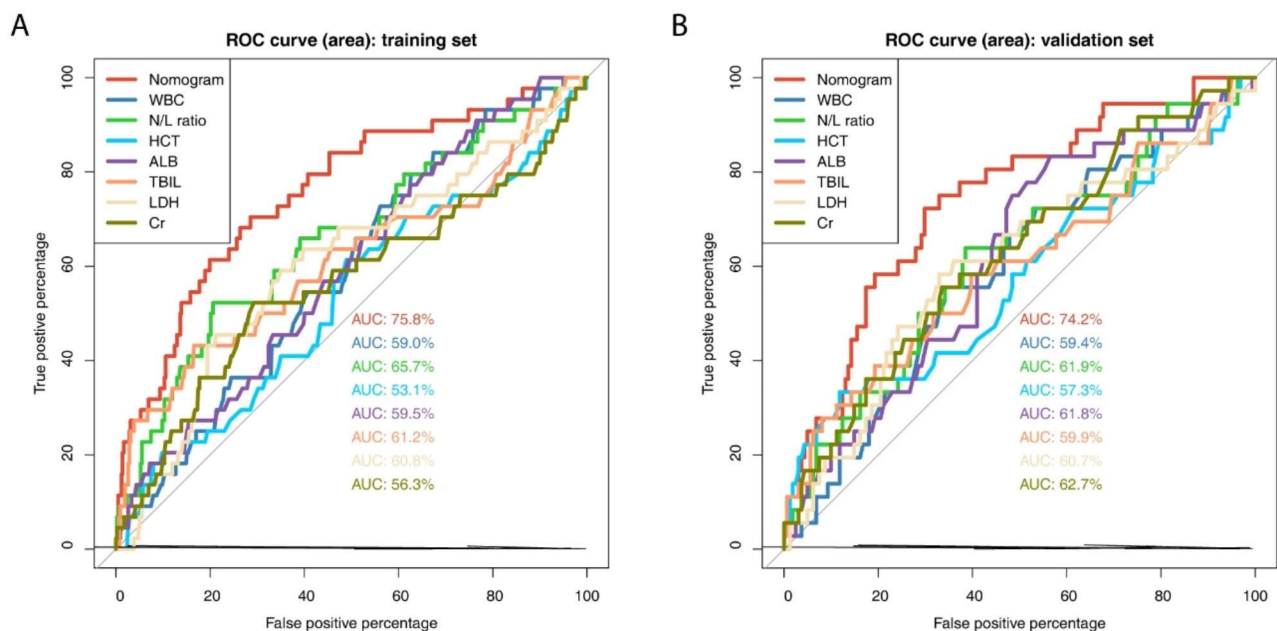 A
ROC curve (area): training set
Nomogram
WBC
N/L ratio
HCT
ALB
TBIL
LDH
Cr
AUC: 75.8%
AUC: 59.0%
AUC: 65.7%
AUC: 53.1%
AUC: 59.5%
AUC: 61.2%
AUC: 60.8%
AUC: 56.3%
True positive percentage
100
80
60
40
20
0
0 20 40 60 80 100
False positive percentage
B
ROC curve (area): validation set
Nomogram
WBC
N/L ratio
HCT
ALB
TBIL
LDH
Cr
AUC: 74.2%
AUC: 59.4%
AUC: 61.9%
AUC: 57.3%
AUC: 61.8%
AUC: 59.9%
AUC: 60.7%
AUC: 62.7%
True positive percentage
100
80
60
40
20
0
0 20 40 60 80 100
False positive percentage